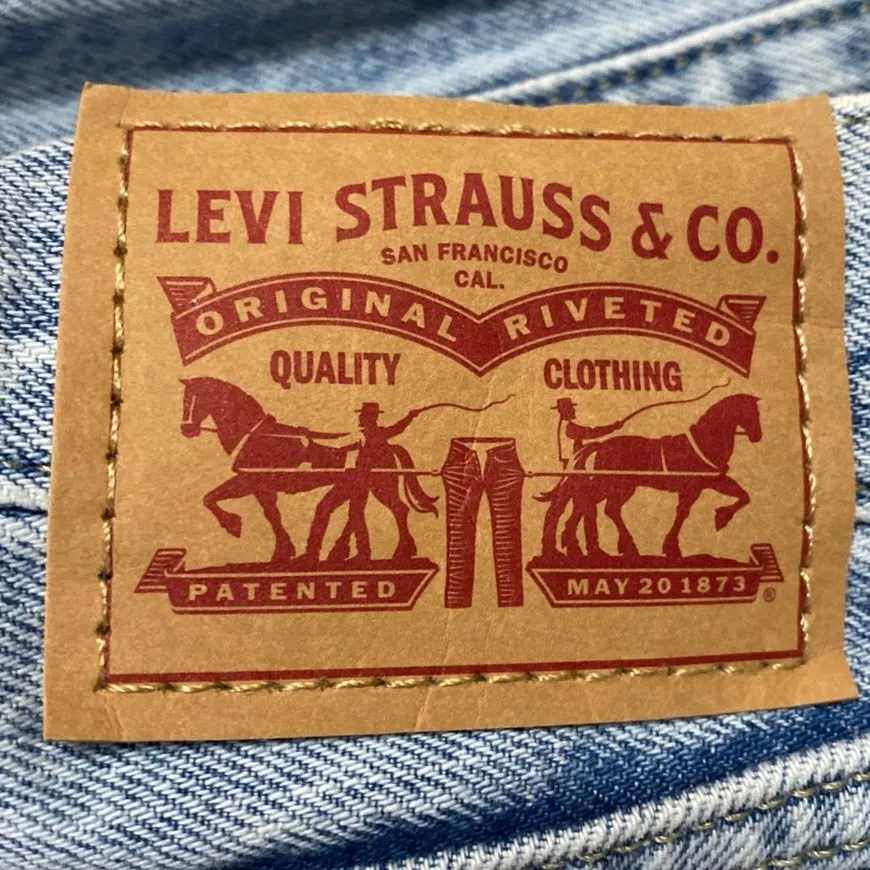 LEVI STRAUSS & CO.
SAN FRANCISCO
CAL.
ORIGINAL RIVETED
QUALITY CLOTHING
PATENTED MAY 20 1873 ®